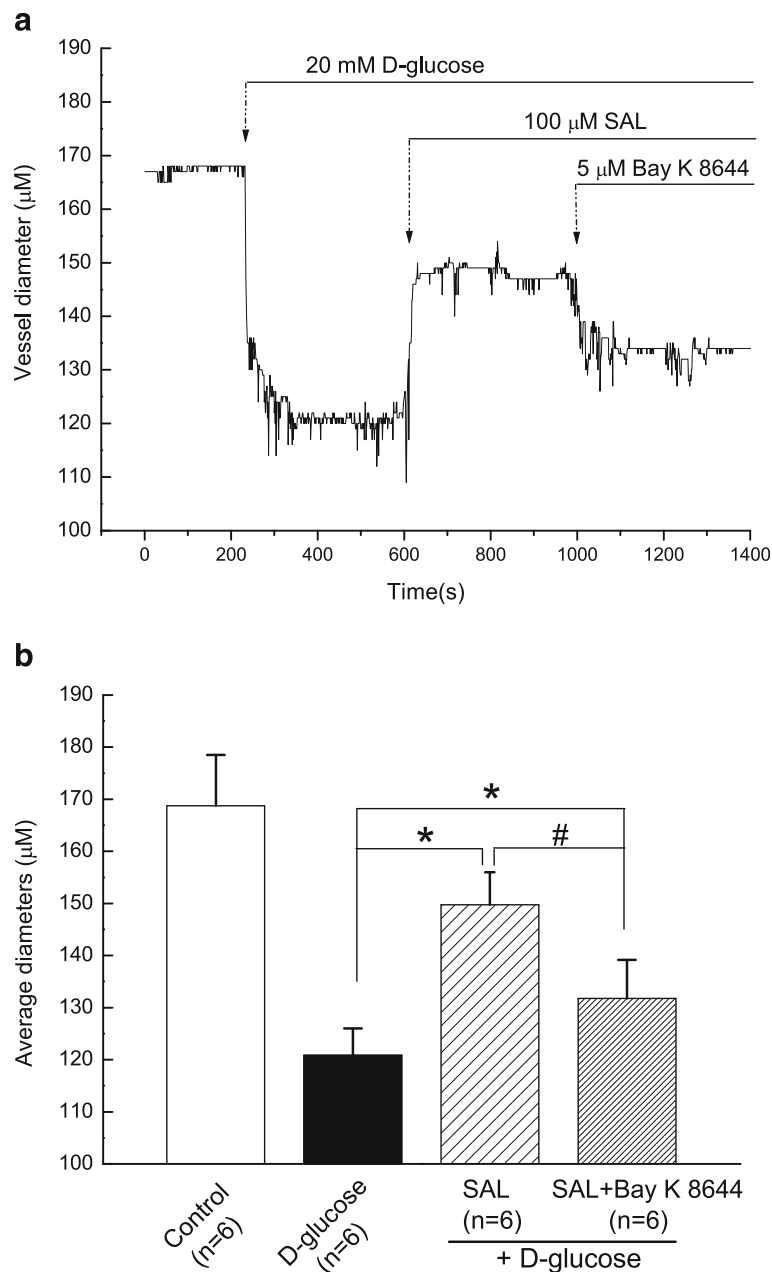 a
20 mM D-glucose
100 μM SAL
5 μM Bay K 8644
190
180
170
160
150
140
130
120
110
100
Vessel diameter (μM)
0 200 400 600 800 1000 1200 1400
Time(s)
b
190
180
170
160
150
140
130
120
110
100
Average diameters (μM)
*
*
#
Control
(n=6)
D-glucose
(n=6)
SAL
(n=6)
SAL+Bay K 8644
(n=6)
+ D-glucose